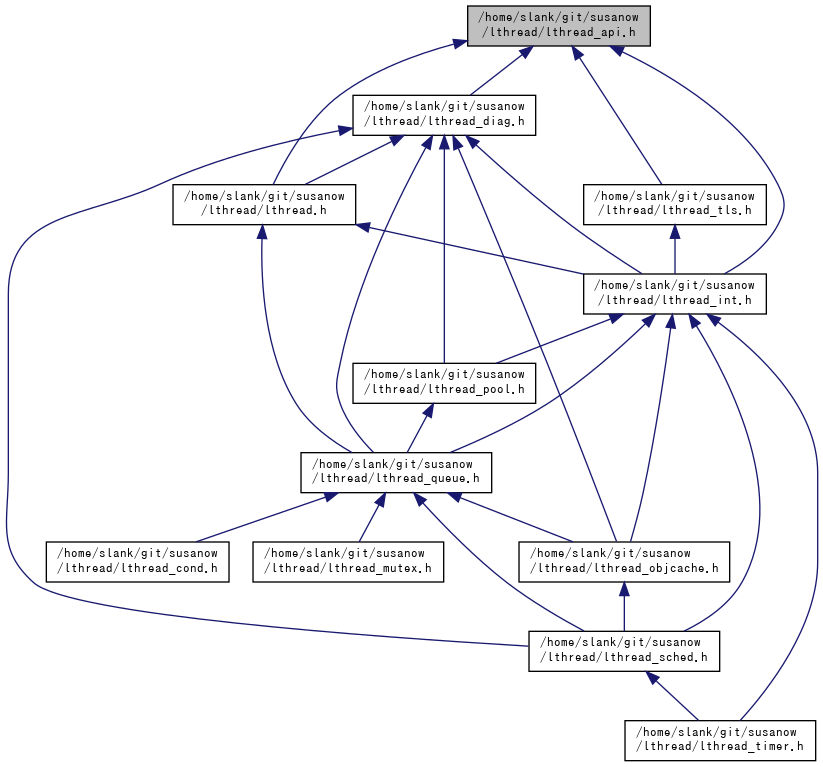 /home/slank/git/susanow
/lthread/lthread_api.h
/home/slank/git/susanow
/lthread/lthread_diag.h
/home/slank/git/susanow
/lthread/lthread.h
/home/slank/git/susanow
/lthread/lthread_tls.h
/home/slank/git/susanow
/lthread/lthread_int.h
/home/slank/git/susanow
/lthread/lthread_pool.h
/home/slank/git/susanow
/lthread/lthread_queue.h
/home/slank/git/susanow
/lthread/lthread_cond.h
/home/slank/git/susanow
/lthread/lthread_mutex.h
/home/slank/git/susanow
/lthread/lthread_objcache.h
/home/slank/git/susanow
/lthread/lthread_sched.h
/home/slank/git/susanow
/lthread/lthread_timer.h